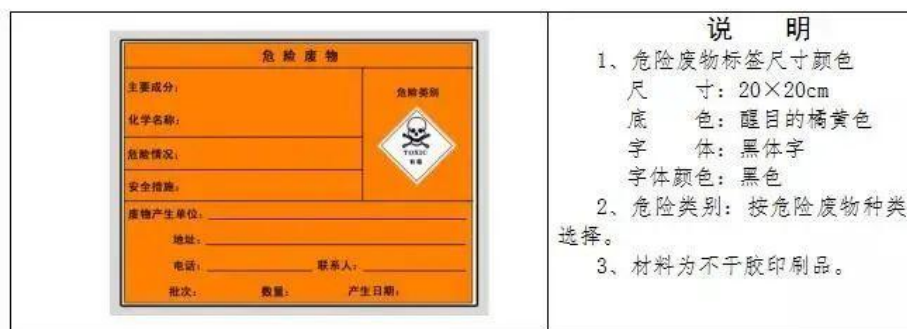 危险废物
主要成分：
化学名称：
危险类别
TOXIC
有毒
危险情况：
安全措施：
废物产生单位：
地址：
电话： 联系人：
批次： 数量： 产生日期：
说 明
1、危险废物标签尺寸颜色
尺 寸：20×20cm
底 色：醒目的橘黄色
字 体：黑体字
字体颜色：黑色
2、危险类别：按危险废物种类
选择。
3、材料为不干胶印刷品。